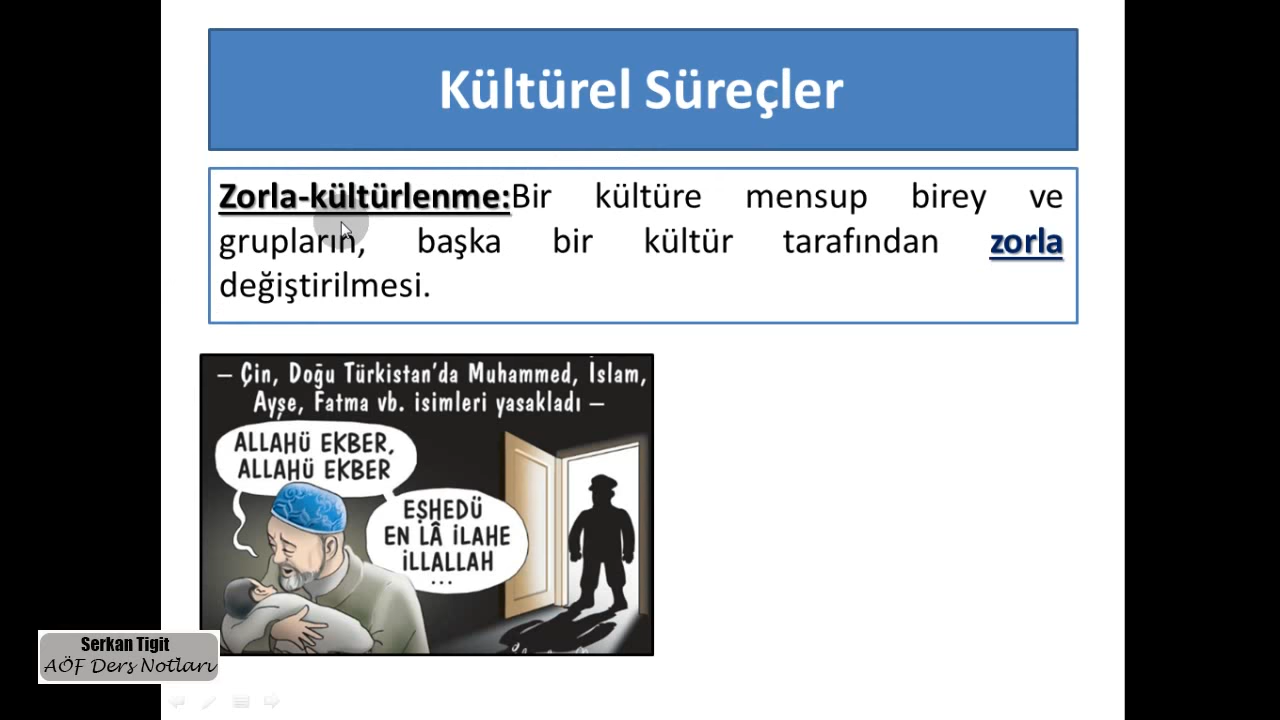 Kültürel Süreçler
Zorla-kültürlenme:Bir kültüre mensup birey ve
grupların, başka bir kültür tarafından zorla
değiştirilmesi.
– Çin, Doğu Türkistan'da Muhammed, İslam,
Ayşe, Fatma vb. isimleri yasakladı –
ALLAHÜ EKBER,
ALLAHÜ EKBER
EŞHEDÜ
EN LÂ İLAHE
İLLALLAH
...
Serkan Tigit
AÖF Ders Notları